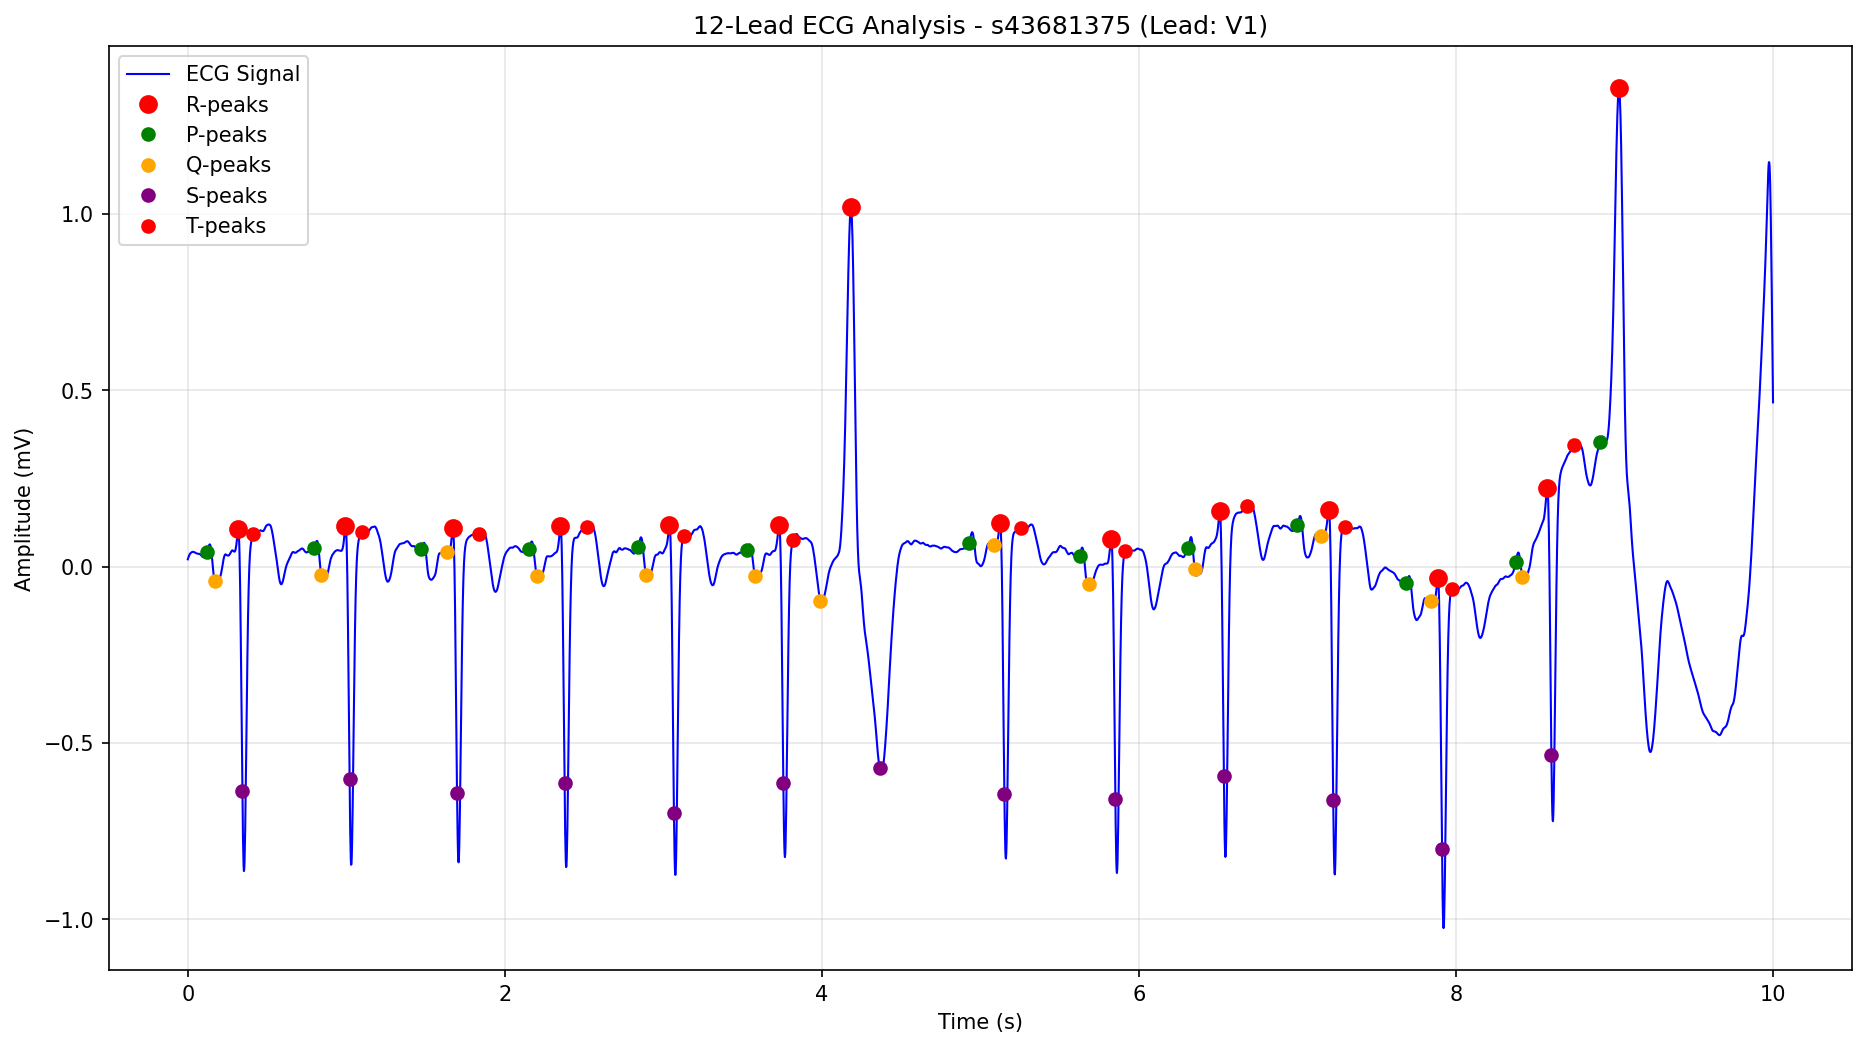 12-Lead ECG Analysis - s43681375 (Lead: V1)
ECG Signal
R-peaks
P-peaks
Q-peaks
S-peaks
T-peaks
Amplitude (mV)
1.0
0.5
0.0
−0.5
−1.0
0 2 4 6 8 10
Time (s)